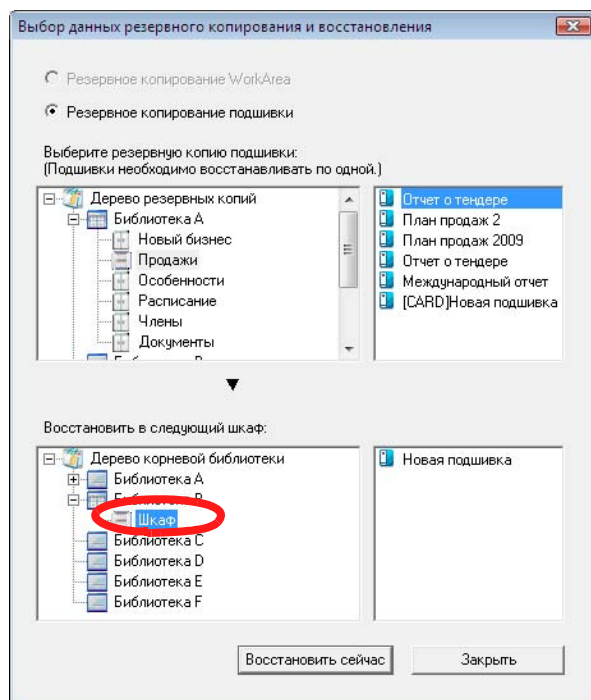 Выбор данных резервного копирования и восстановления
Резервное копирование WorkArea
Резервное копирование подшивки
Выберите резервную копию подшивки:
(Подшивки необходимо восстанавливать по одной.)
Дерево резервных копий
Библиотека A
Новый бизнес
Продажи
Особенности
Расписание
Члены
Документы
Отчет о тендере
План продаж 2
План продаж 2009
Отчет о тендере
Международный отчет
[CARD]Новая подшивка
Восстановить в следующий шкаф:
Дерево корневой библиотеки
Библиотека A
Библиотека B
Шкаф
Библиотека C
Библиотека D
Библиотека E
Библиотека F
Новая подшивка
Восстановить сейчас
Закрыть